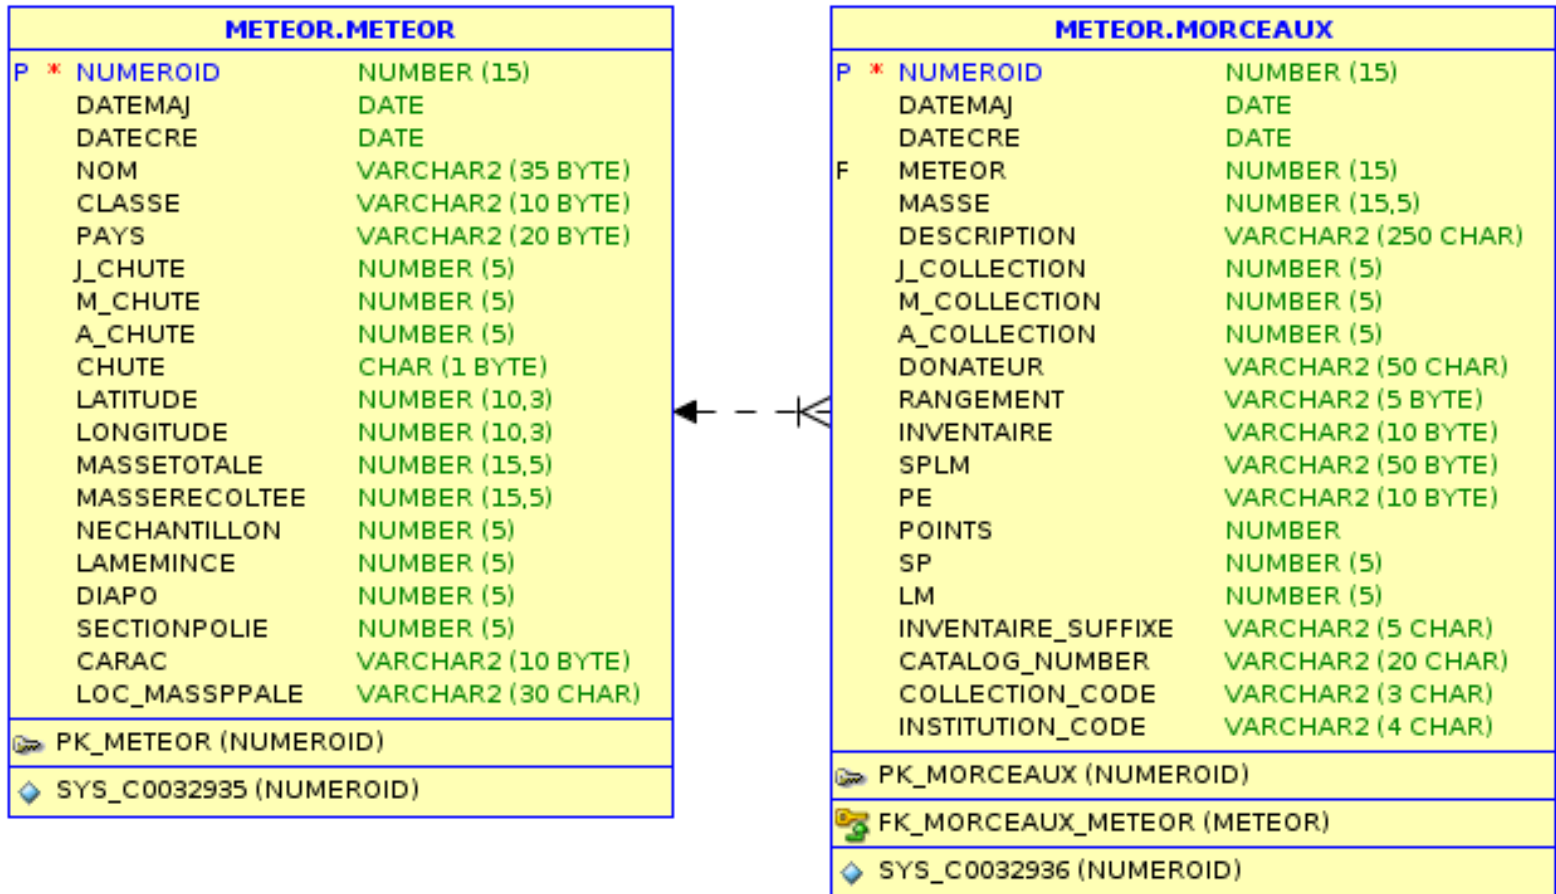 METEOR.METEOR
P * NUMEROID NUMBER (15)
DATEMAJ DATE
DATECRE DATE
NOM VARCHAR2 (35 BYTE)
CLASSE VARCHAR2 (10 BYTE)
PAYS VARCHAR2 (20 BYTE)
J_CHUTE NUMBER (5)
M_CHUTE NUMBER (5)
A_CHUTE NUMBER (5)
CHUTE CHAR (1 BYTE)
LATITUDE NUMBER (10,3)
LONGITUDE NUMBER (10,3)
MASSETOTALE NUMBER (15,5)
MASSERECOLTEE NUMBER (15,5)
NECHANTILLON NUMBER (5)
LAMEMINCE NUMBER (5)
DIAPO NUMBER (5)
SECTIONPOLIE NUMBER (5)
CARAC VARCHAR2 (10 BYTE)
LOC_MASSPPALE VARCHAR2 (30 CHAR)
PK_METEOR (NUMEROID)
SYS_C0032935 (NUMEROID)
METEOR.MORCEAUX
P * NUMEROID NUMBER (15)
DATEMAJ DATE
DATECRE DATE
F METEOR NUMBER (15)
MASSE NUMBER (15,5)
DESCRIPTION VARCHAR2 (250 CHAR)
J_COLLECTION NUMBER (5)
M_COLLECTION NUMBER (5)
A_COLLECTION NUMBER (5)
DONATEUR VARCHAR2 (50 CHAR)
RANGEMENT VARCHAR2 (5 BYTE)
INVENTAIRE VARCHAR2 (10 BYTE)
SPLM VARCHAR2 (50 BYTE)
PE VARCHAR2 (10 BYTE)
POINTS NUMBER
SP NUMBER (5)
LM NUMBER (5)
INVENTAIRE_SUFFIXE VARCHAR2 (5 CHAR)
CATALOG_NUMBER VARCHAR2 (20 CHAR)
COLLECTION_CODE VARCHAR2 (3 CHAR)
INSTITUTION_CODE VARCHAR2 (4 CHAR)
PK_MORCEAUX (NUMEROID)
FK_MORCEAUX_METEOR (METEOR)
SYS_C0032936 (NUMEROID)